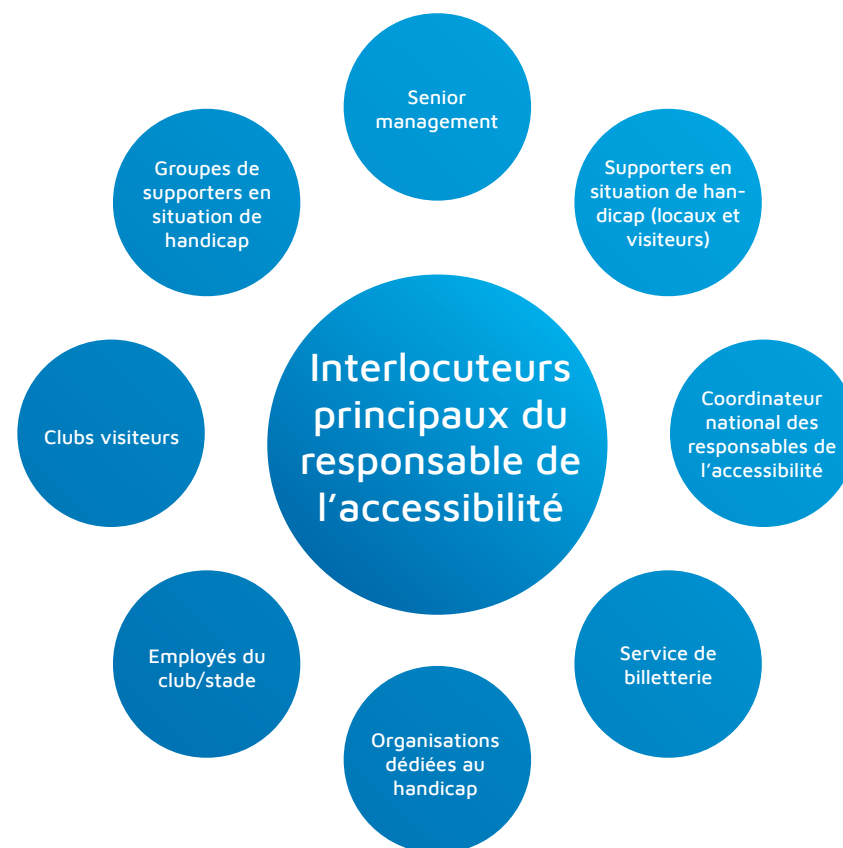 Senior
management
Groupes de
supporters en
situation de
handicap
Supporters en
situation de han-
dicap (locaux et
visiteurs)
Interlocuteurs
principaux du
responsable de
l’accessibilité
Clubs visiteurs
Coordinateur
national des
responsables de
l’accessibilité
Employés du
club/stade
Service de
billetterie
Organisations
dédiées au
handicap